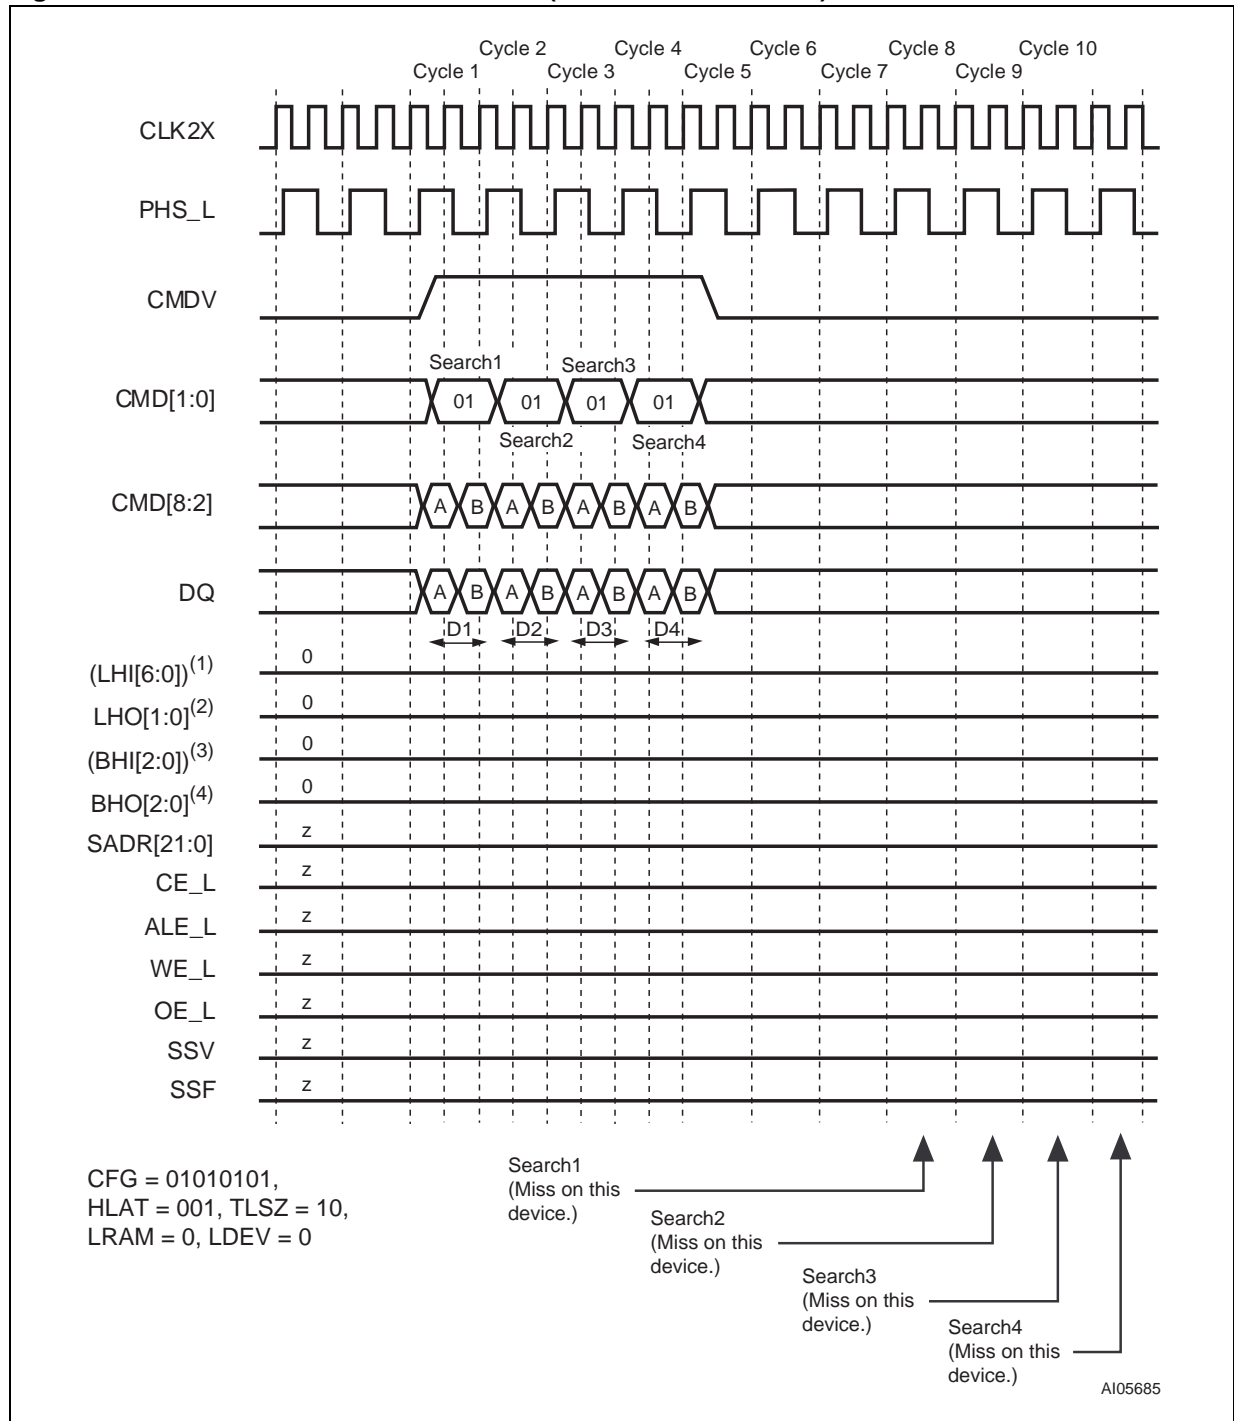 Cycle 2 Cycle 4 Cycle 6 Cycle 8 Cycle 10
Cycle 1 Cycle 3 Cycle 5 Cycle 7 Cycle 9
CLK2X
PHS_L
CMDV
Search1 Search3
CMD[1:0] 01 01 01 01
Search2 Search4
CMD[8:2] A B A B A B A B
DQ A B A B A B A B
D1 D2 D3 D4
(LHI[6:0])(1) 0
LHO[1:0](2) 0
(BHI[2:0])(3) 0
BHO[2:0](4) 0
SADR[21:0] z
CE_L z
ALE_L z
WE_L z
OE_L z
SSV z
SSF z
CFG = 01010101,
HLAT = 001, TLSZ = 10,
LRAM = 0, LDEV = 0
Search1
(Miss on this
device.)
Search2
(Miss on this
device.)
Search3
(Miss on this
device.)
Search4
(Miss on this
device.)
AI05685